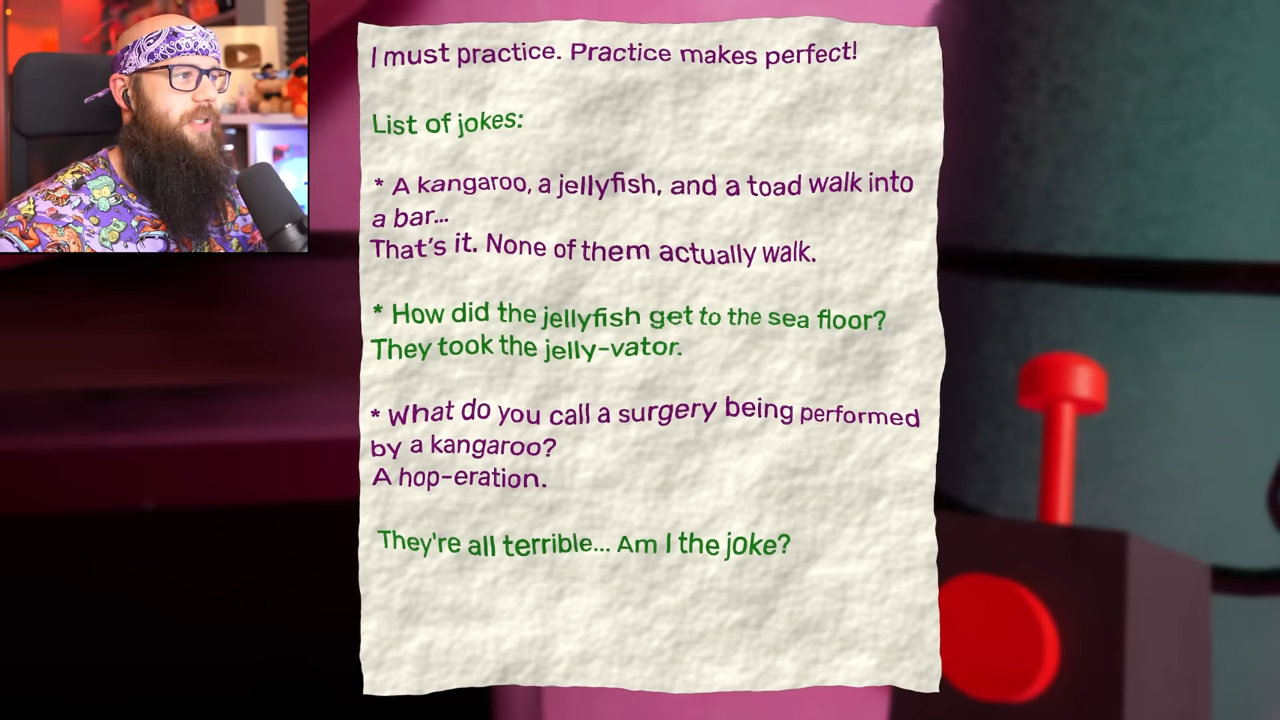 I must practice. Practice makes perfect!
List of jokes:
* A kangaroo, a jellyfish, and a toad walk into
a bar...
That's it. None of them actually walk.
* How did the jellyfish get to the sea floor?
They took the jelly-vator.
* What do you call a surgery being performed
by a kangaroo?
A hop-eration.
They're all terrible... Am I the joke?